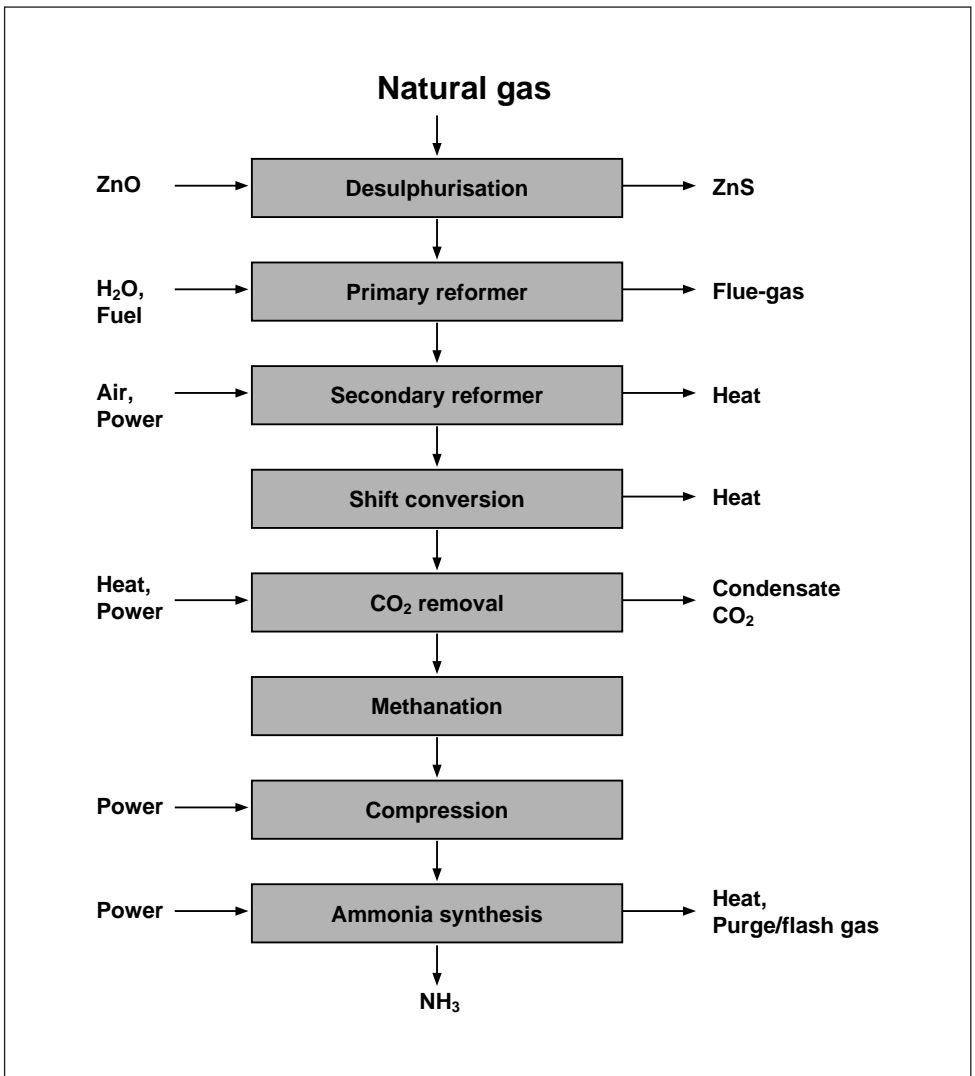 Natural gas
ZnO
Desulphurisation
ZnS
H₂O,
Fuel
Primary reformer
Flue-gas
Air,
Power
Secondary reformer
Heat
Shift conversion
Heat
Heat,
Power
CO₂ removal
Condensate
CO₂
Methanation
Power
Compression
Power
Ammonia synthesis
Heat,
Purge/flash gas
NH₃